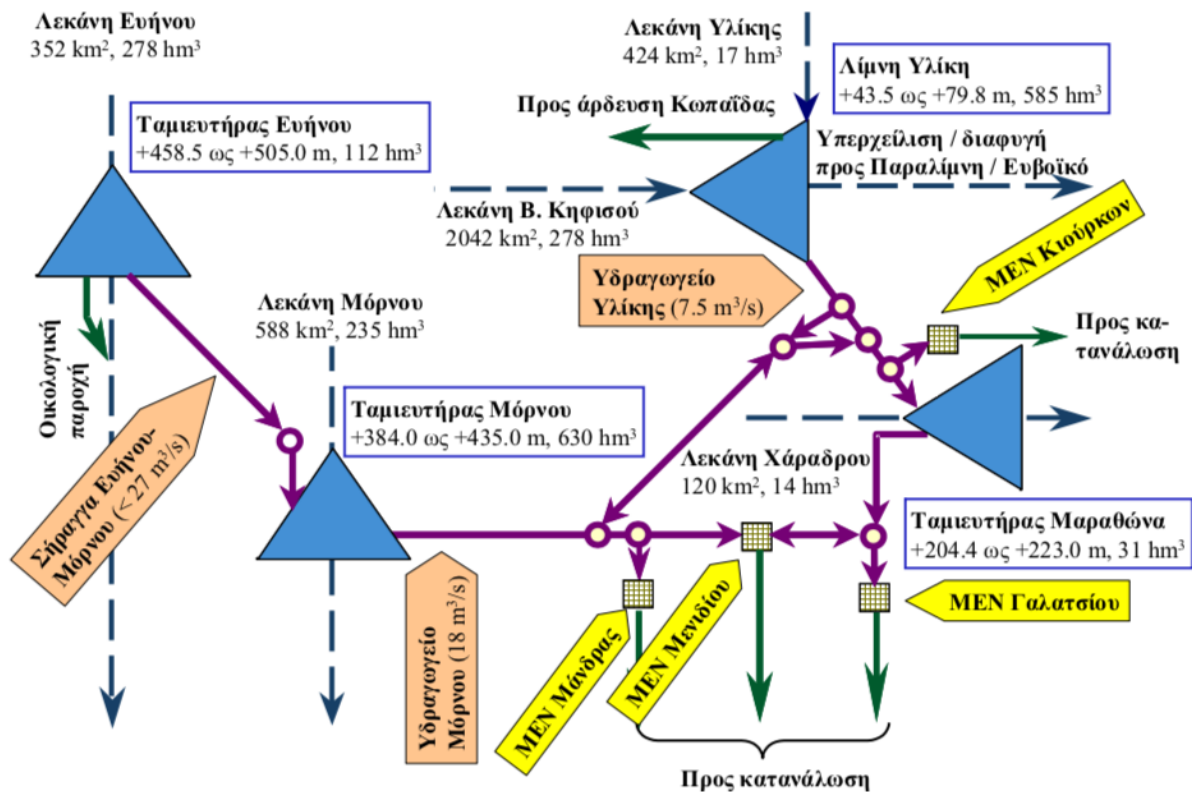 Λεκάνη Ευήνου
352 km², 278 hm³
Λεκάνη Υλίκης
424 km², 17 hm³
Λίμνη Υλίκη
+43.5 ως +79.8 m, 585 hm³
Προς άρδευση Κωπαΐδας
Ταμιευτήρας Ευήνου
+458.5 ως +505.0 m, 112 hm³
Υπερχείλιση / διαφυγή
προς Παραλίμνη / Ευβοϊκό
Λεκάνη Β. Κηφισού
2042 km², 278 hm³
ΜΕΝ Κιούρκων
Υδραγωγείο
Υλίκης (7.5 m³/s)
Λεκάνη Μόρνου
588 km², 235 hm³
Προς κα-
τανάλωση
Οικολογική
παροχή
Ταμιευτήρας Μόρνου
+384.0 ως +435.0 m, 630 hm³
Σήραγγα Ευήνου-
Μόρνου (< 27 m³/s)
Λεκάνη Χάραδρου
120 km², 14 hm³
Ταμιευτήρας Μαραθώνα
+204.4 ως +223.0 m, 31 hm³
Υδραγωγείο
Μόρνου (18 m³/s)
ΜΕΝ Μάνδρας
ΜΕΝ Μενιδίου
ΜΕΝ Γαλατσίου
Προς κατανάλωση